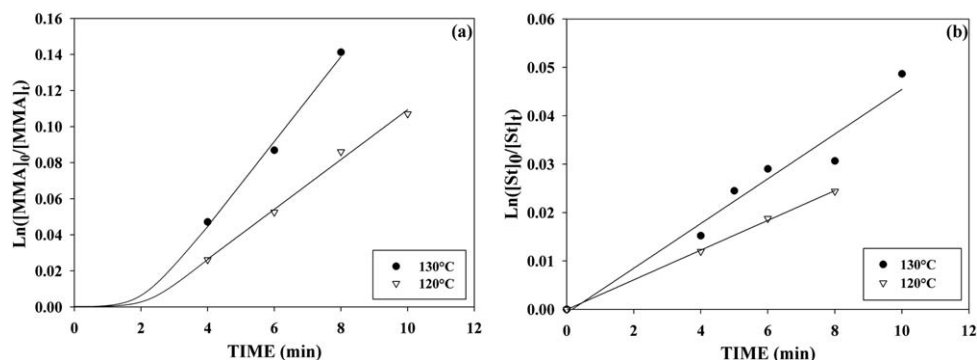 (a)
Ln([MMA]0/[MMA]t)
0.16
0.14
0.12
0.10
0.08
0.06
0.04
0.02
0.00
0 2 4 6 8 10 12
TIME (min)
130°C
120°C
(b)
Ln([St]0/[St]t)
0.06
0.05
0.04
0.03
0.02
0.01
0.00
0 2 4 6 8 10 12
TIME (min)
130°C
120°C